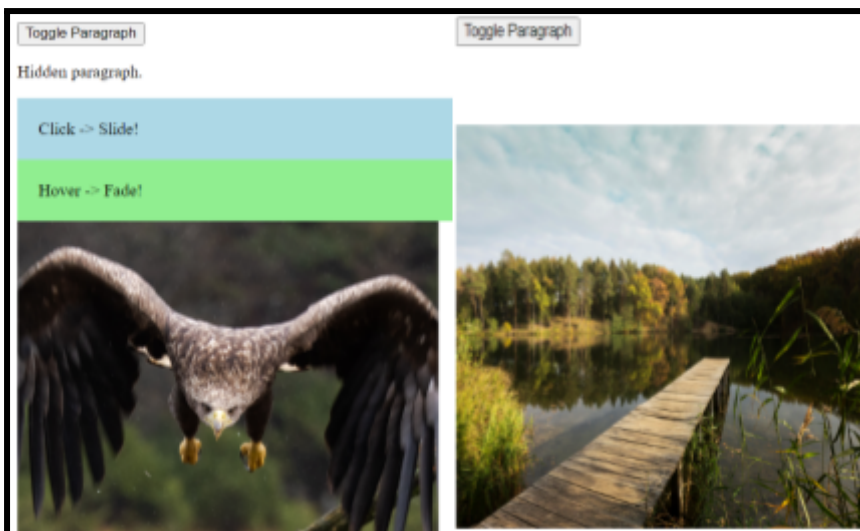 Toggle Paragraph
Hidden paragraph.
Click -> Slide!
Hover -> Fade!
Toggle Paragraph